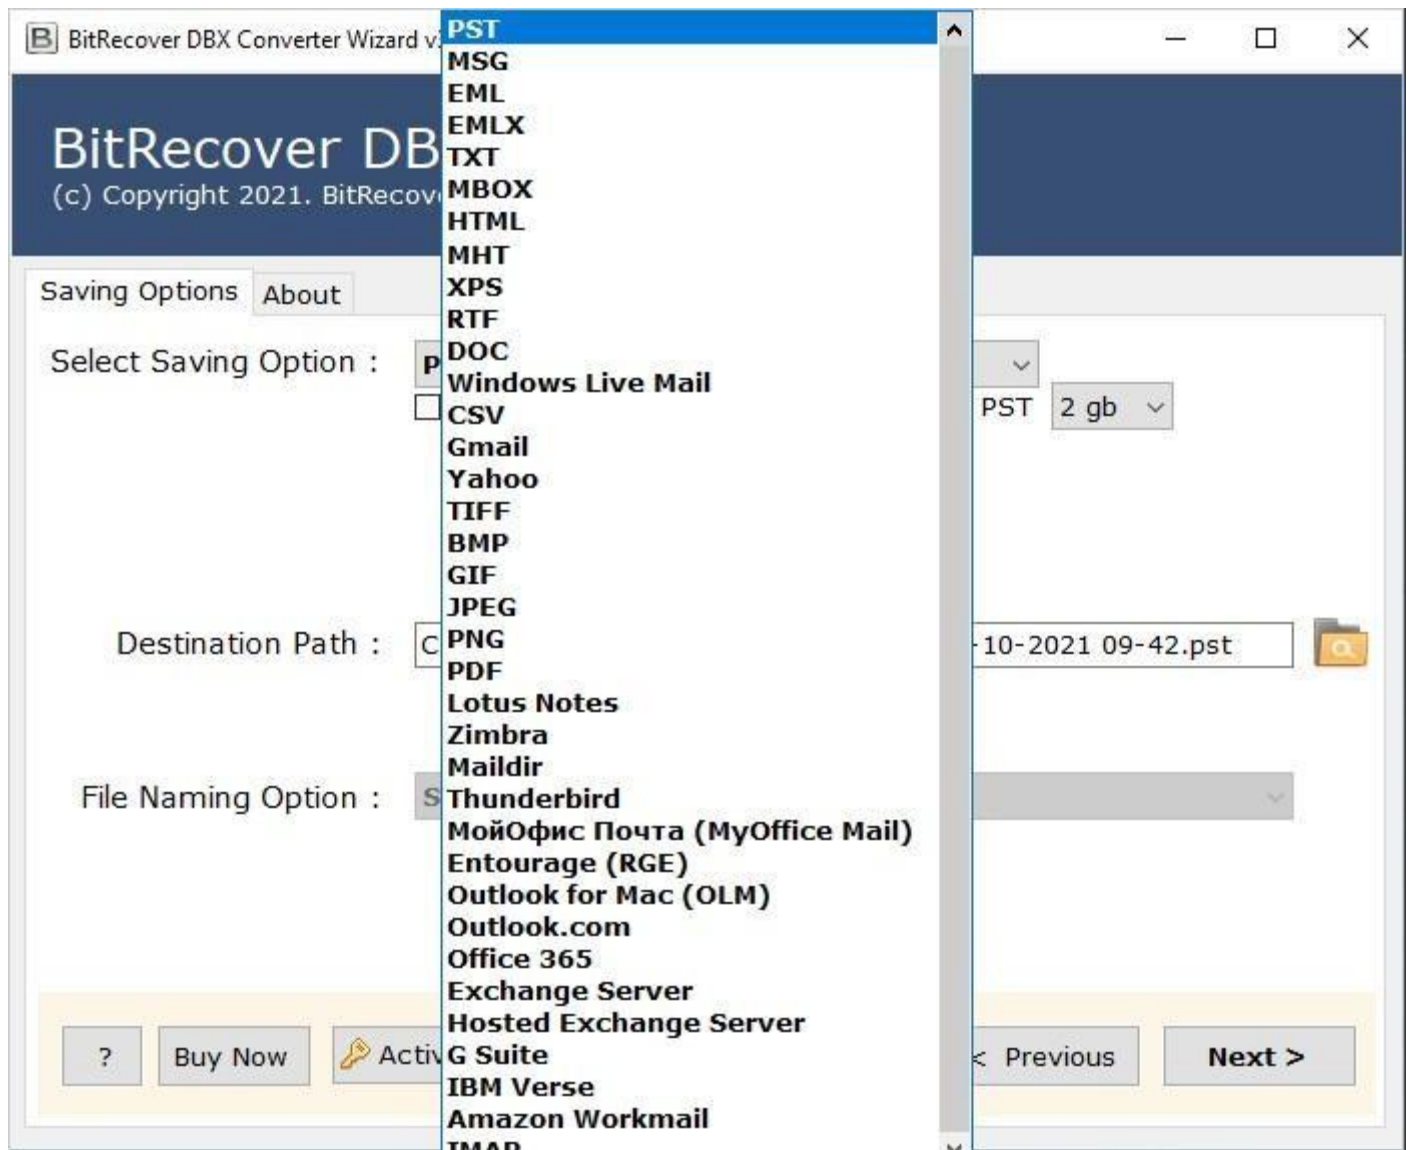 BitRecover DBX Converter Wizard
BitRecover
(c) Copyright 2021.
Saving Options
About
Select Saving Option :
PST
2 gb
Destination Path :
-10-2021 09-42.pst
File Naming Option :
?
Buy Now
< Previous
Next >
PST
MSG
EML
EMLX
TXT
MBOX
HTML
MHT
XPS
RTF
DOC
Windows Live Mail
CSV
Gmail
Yahoo
TIFF
BMP
GIF
JPEG
PNG
PDF
Lotus Notes
Zimbra
Maildir
Thunderbird
МойОфис Почта (MyOffice Mail)
Entourage (RGE)
Outlook for Mac (OLM)
Outlook.com
Office 365
Exchange Server
Hosted Exchange Server
G Suite
IBM Verse
Amazon Workmail
IMAP